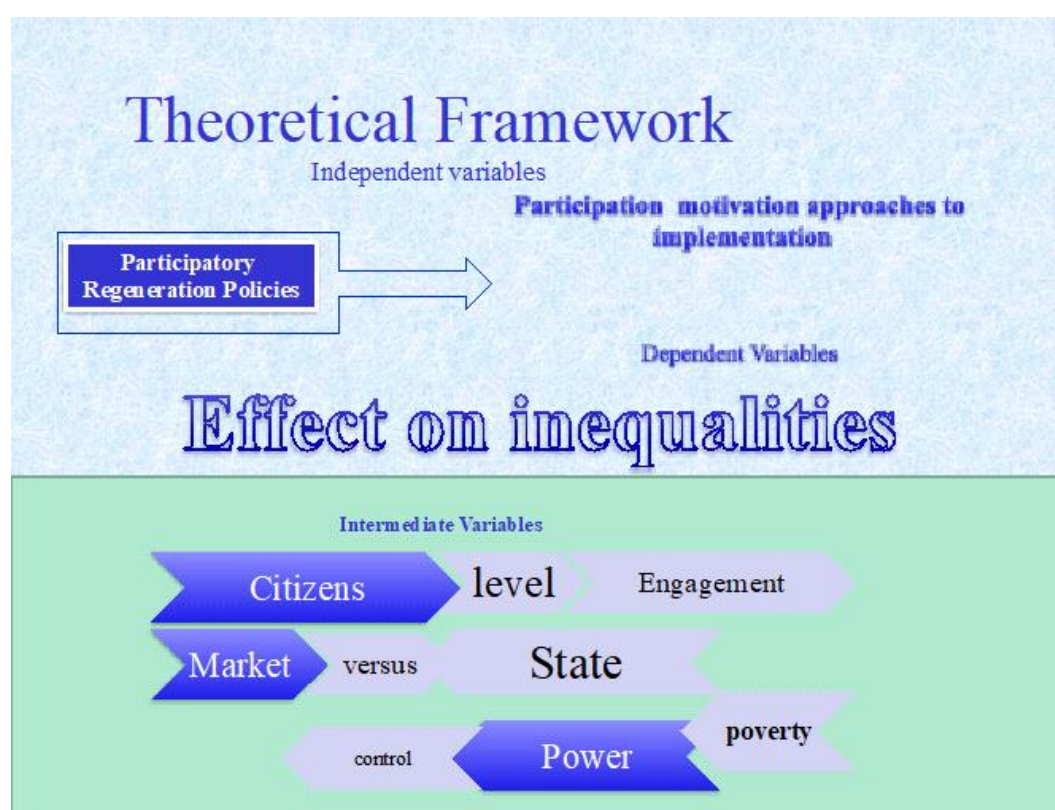 Theoretical Framework
Independent variables
Participation motivation approaches to
implementation
Participatory
Regeneration Policies
Dependent Variables
Effect on inequalities
Intermediate Variables
Citizens level Engagement
Market versus State
control Power poverty